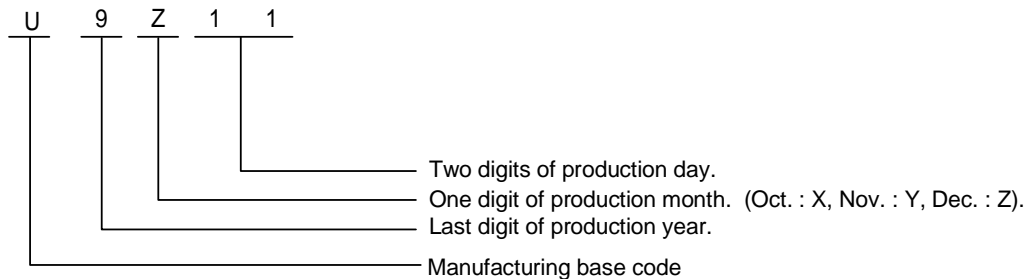 U 9 Z 1 1
Two digits of production day.
One digit of production month. (Oct. : X, Nov. : Y, Dec. : Z).
Last digit of production year.
Manufacturing base code